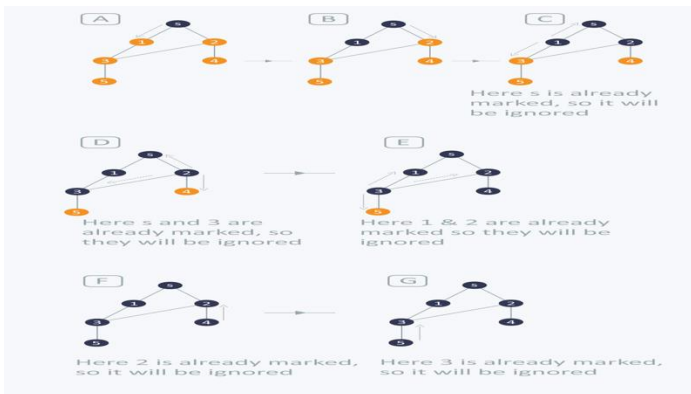 A
B
C
s
1
2
3
4
5
s
1
2
3
4
5
s
1
2
3
4
5
Here s is already
marked, so it will
be ignored
D
E
s
1
2
3
4
5
s
1
2
3
4
5
Here s and 3 are
already marked, so
they will be ignored
Here 1 & 2 are already
marked so they will be
ignored
F
G
s
1
2
3
4
5
s
1
2
3
4
5
Here 2 is already marked,
so it will be ignored
Here 3 is already marked,
so it will be ignored